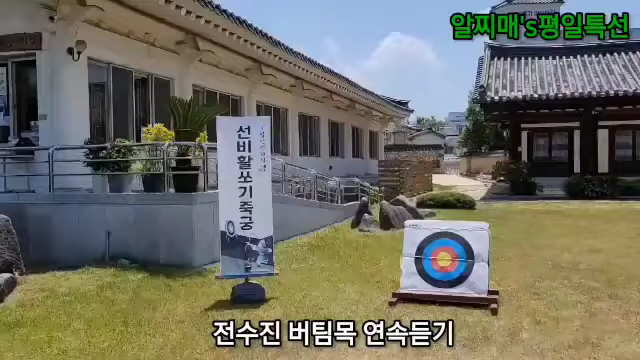 알찌매's평일특선
선비활쏘기죽궁
전수진 버팀목 연속듣기